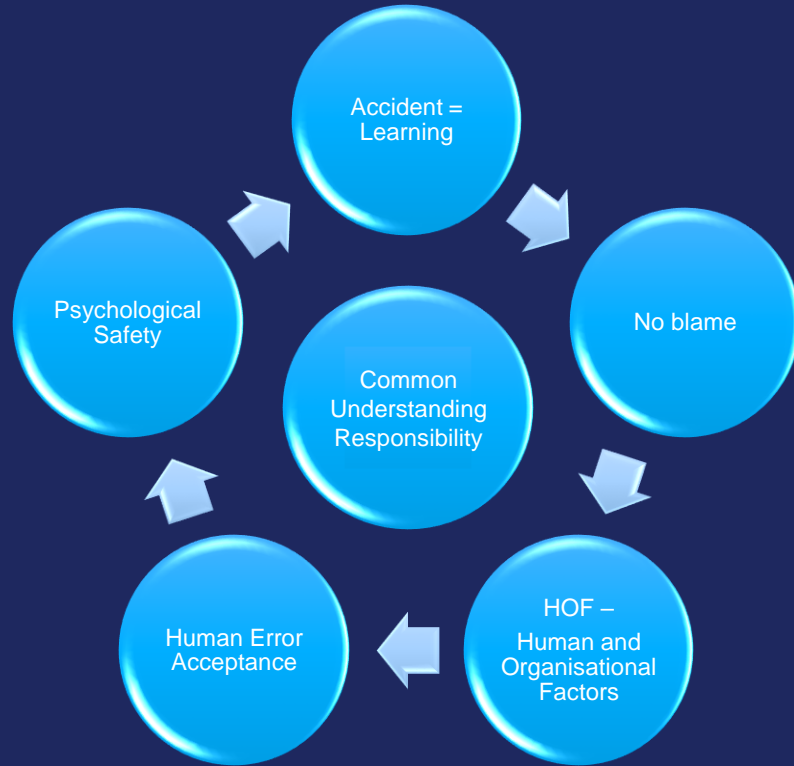 Accident =
Learning
No blame
HOF –
Human and
Organisational
Factors
Human Error
Acceptance
Psychological
Safety
Common
Understanding
Responsibility